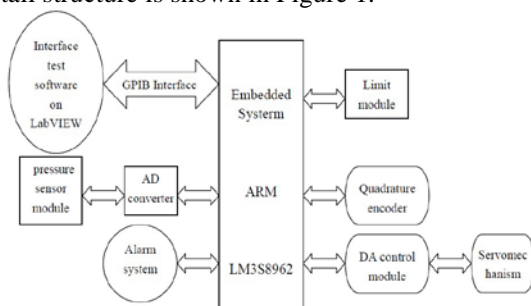 tail structure is shown in Figure 1.
Interface
test
software
on
LabVIEW
GPIB Interface
Embedded
Systerm
ARM
LM3S8962
Limit
module
pressure
sensor
module
AD
converter
Quadrature
encoder
Alarm
system
DA control
module
Servomec
hanism